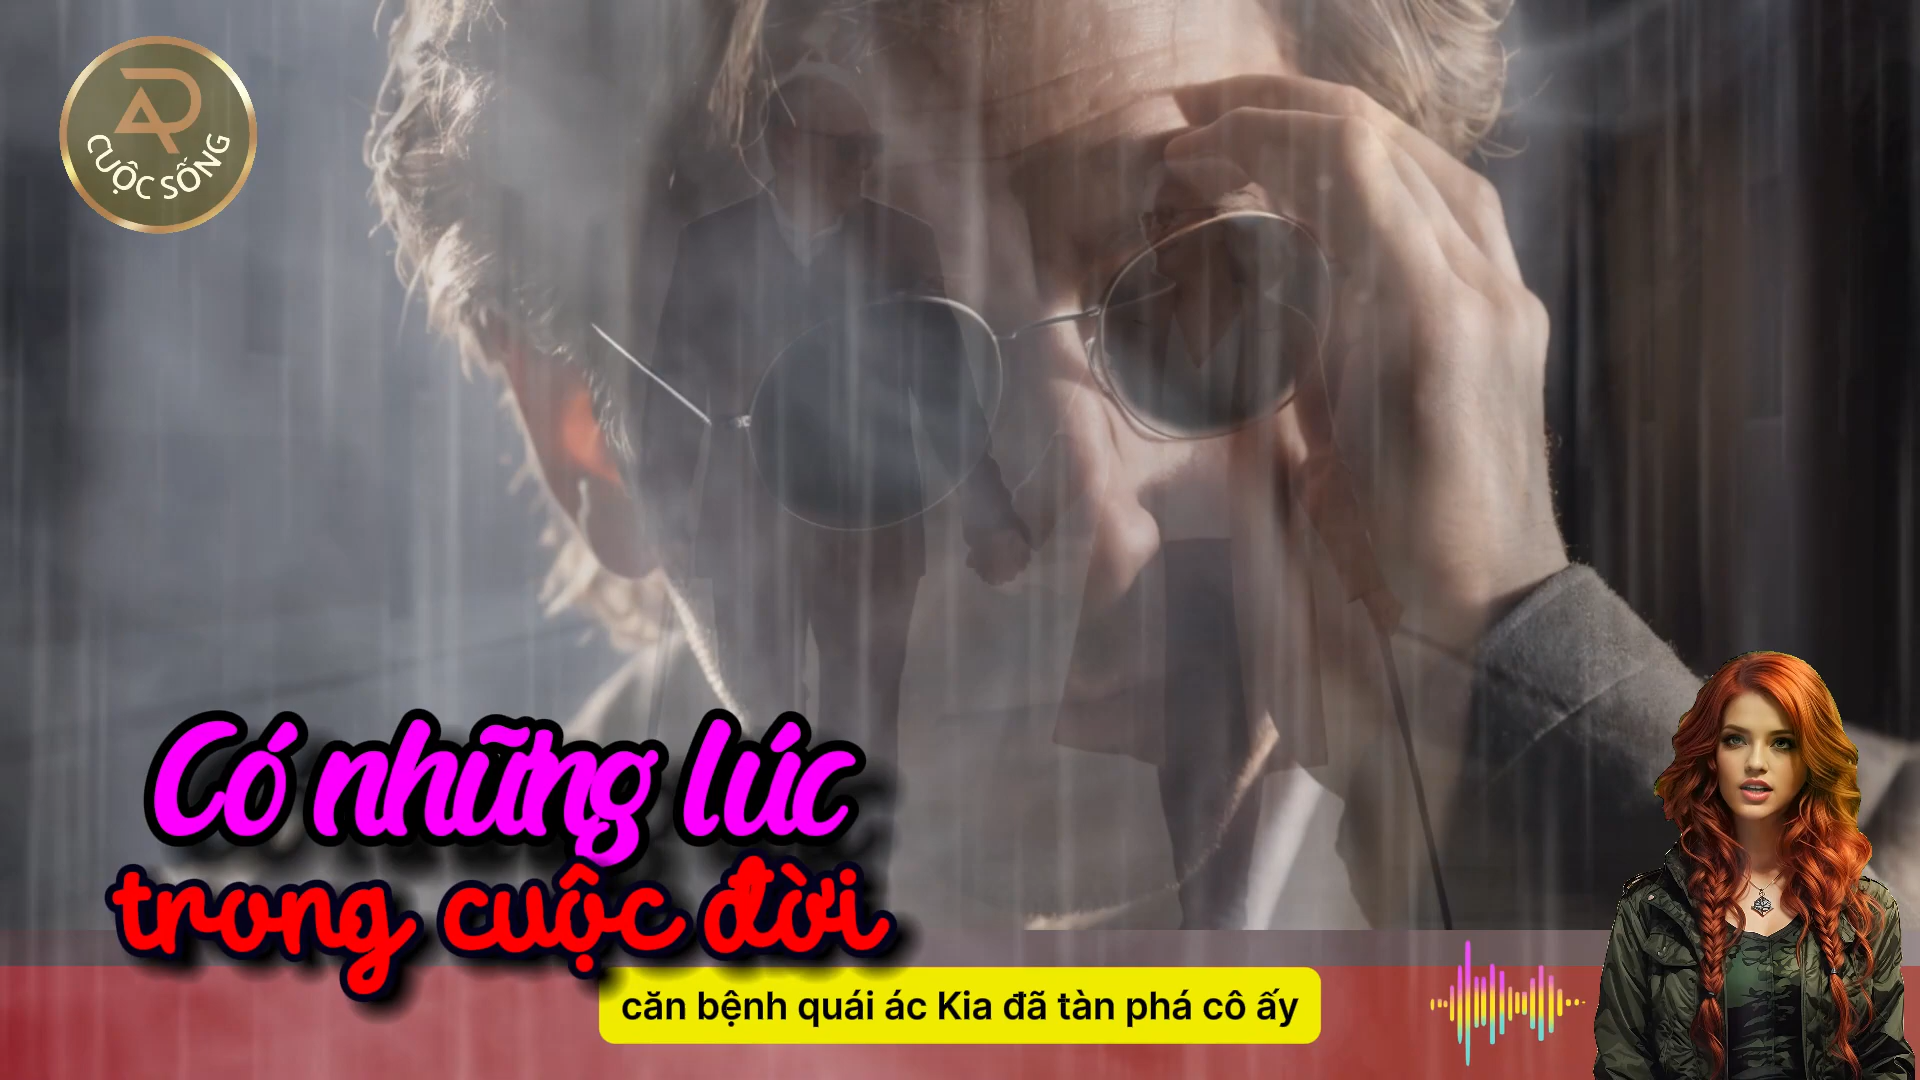 CUỘC SỐNG
Có những lúc
trong cuộc đời
căn bệnh quái ác Kia đã tàn phá cô ấy